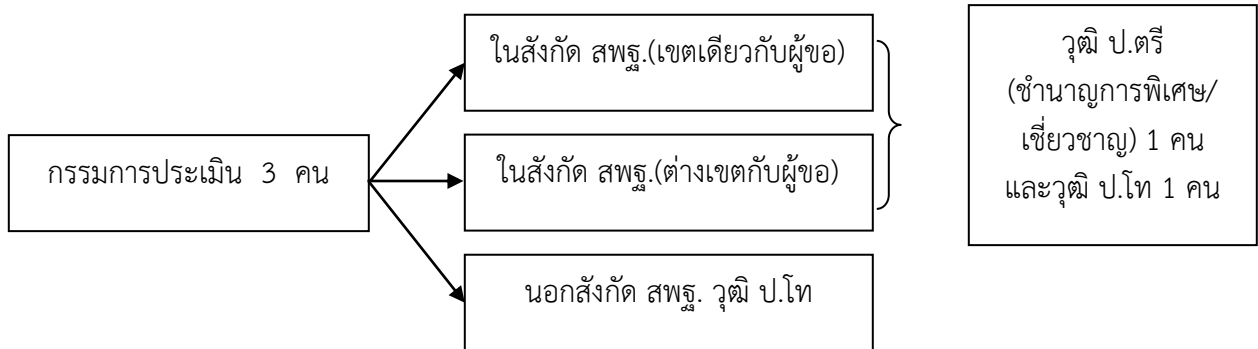 กรรมการประเมิน 3 คน
ในสังกัด สพฐ.(เขตเดียวกับผู้ขอ)
ในสังกัด สพฐ.(ต่างเขตกับผู้ขอ)
นอกสังกัด สพฐ. วุฒิ ป.โท
วุฒิ ป.ตรี
(ชำนาญการพิเศษ/
เชี่ยวชาญ) 1 คน
และวุฒิ ป.โท 1 คน